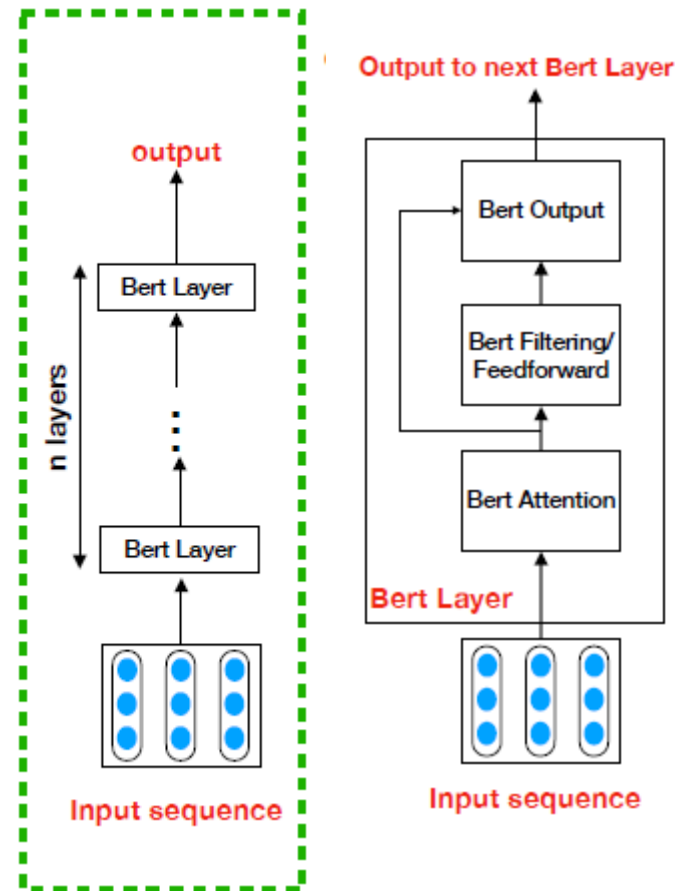 output
Bert Layer
n layers
...
Bert Layer
Input sequence
Output to next Bert Layer
Bert Output
Bert Filtering/
Feedforward
Bert Attention
Bert Layer
Input sequence